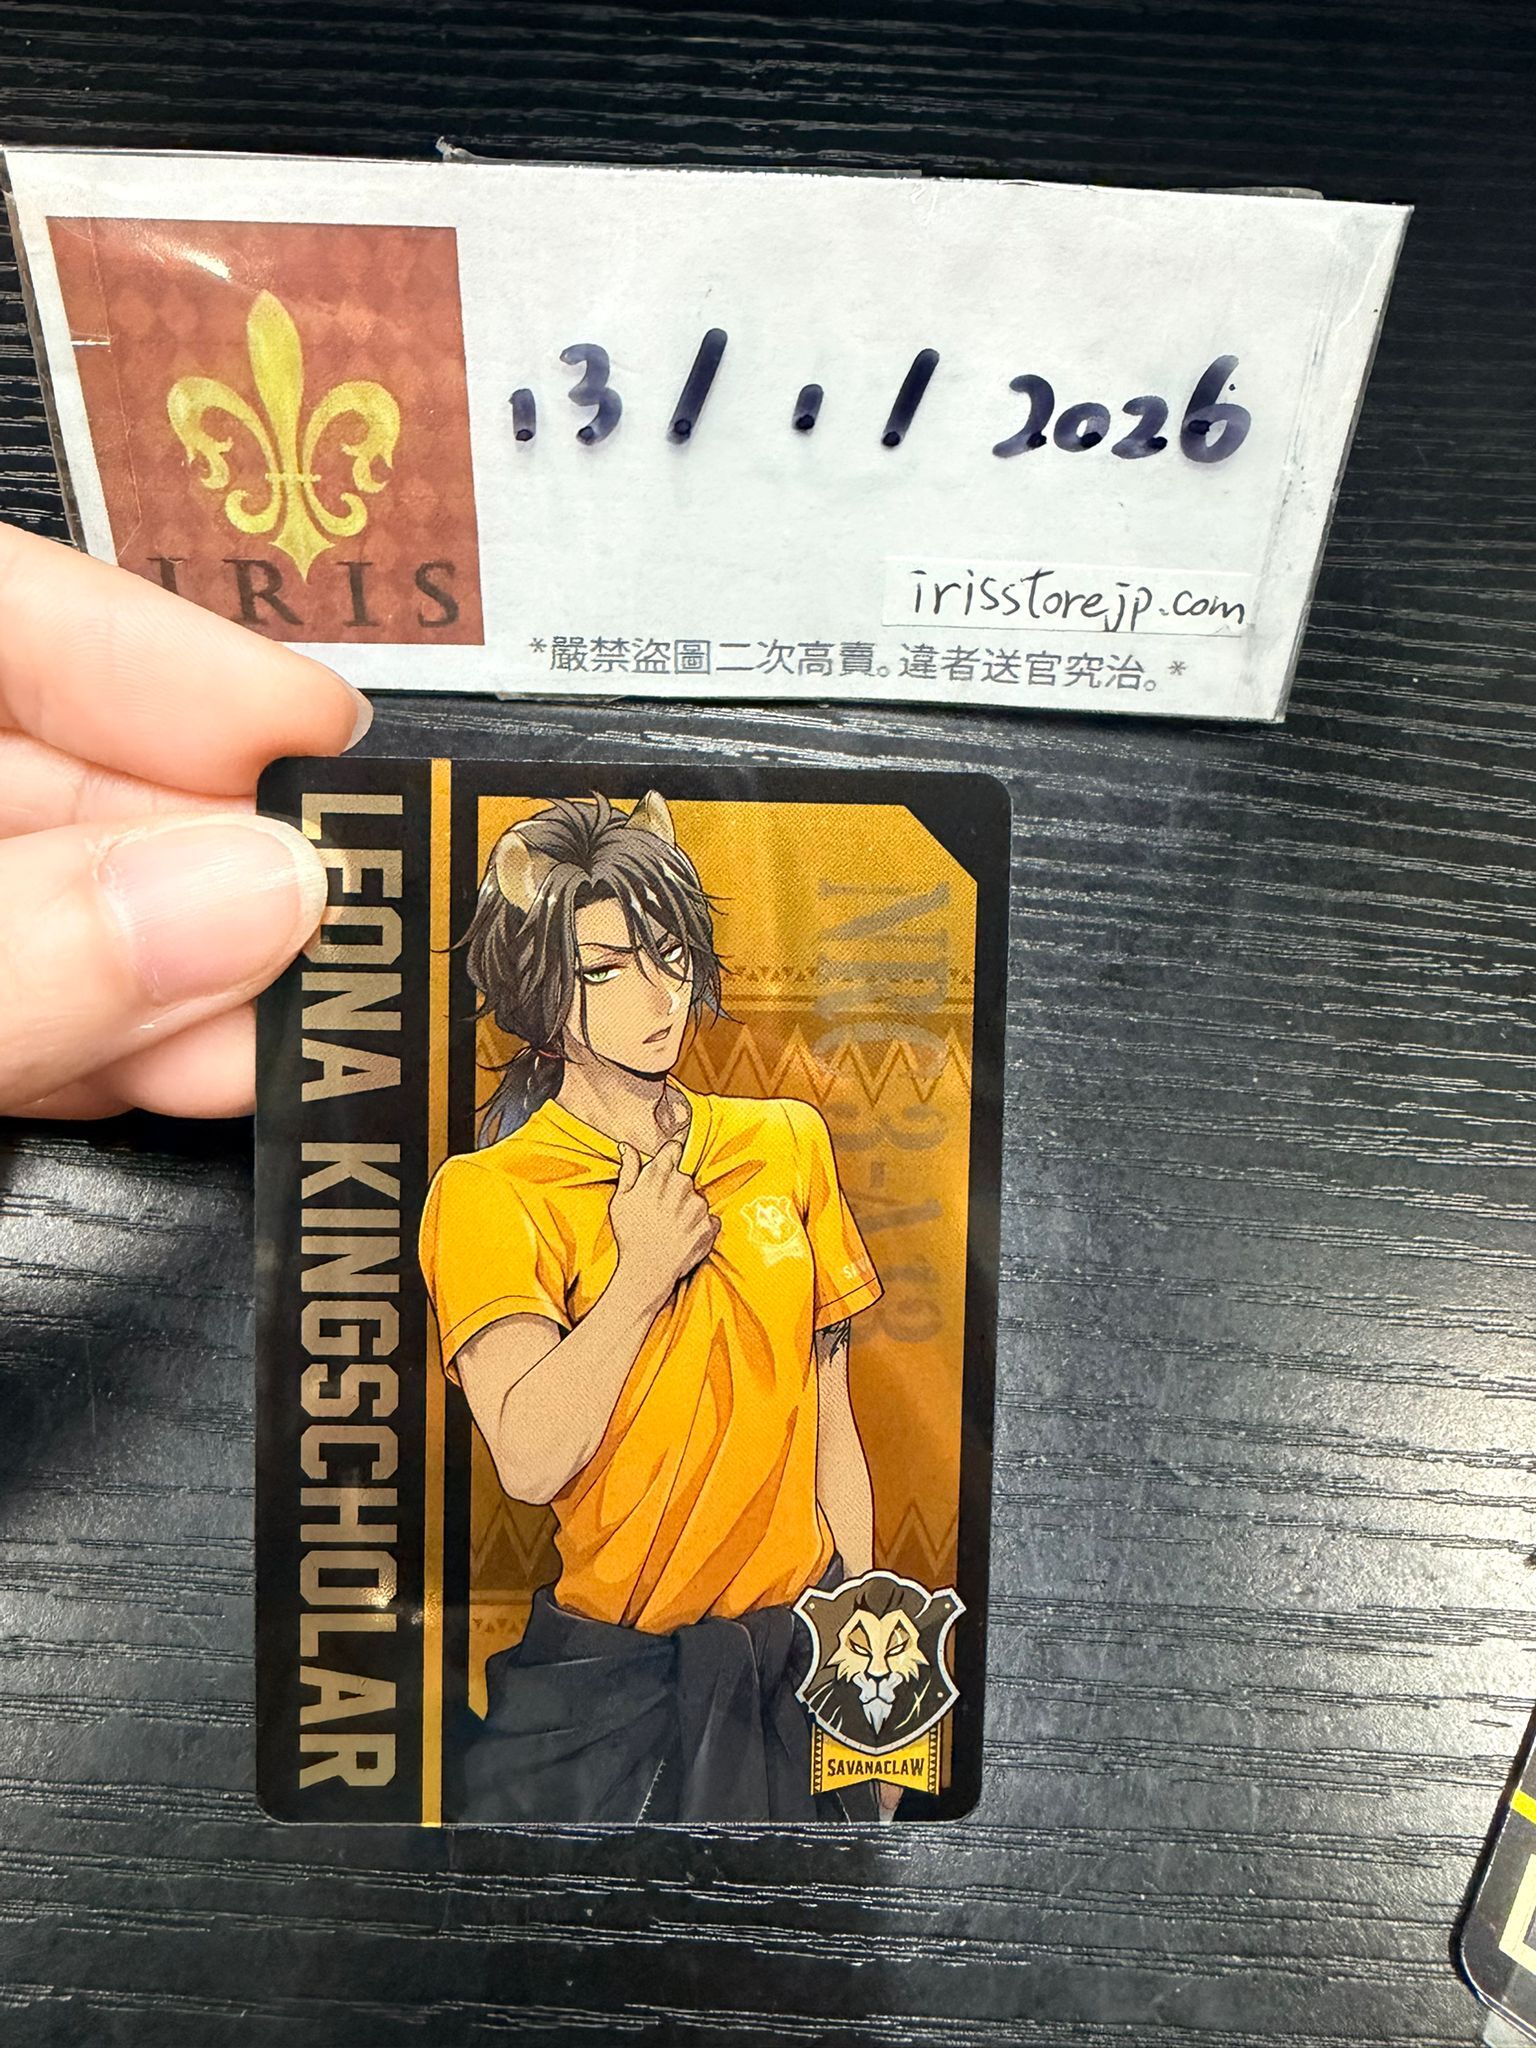 IRIS
13/1/2026
irisstorejp.com
*嚴禁盜圖二次高賣。違者送官究治。*
LEONA KINGSCHOLAR
SAVANACLAW